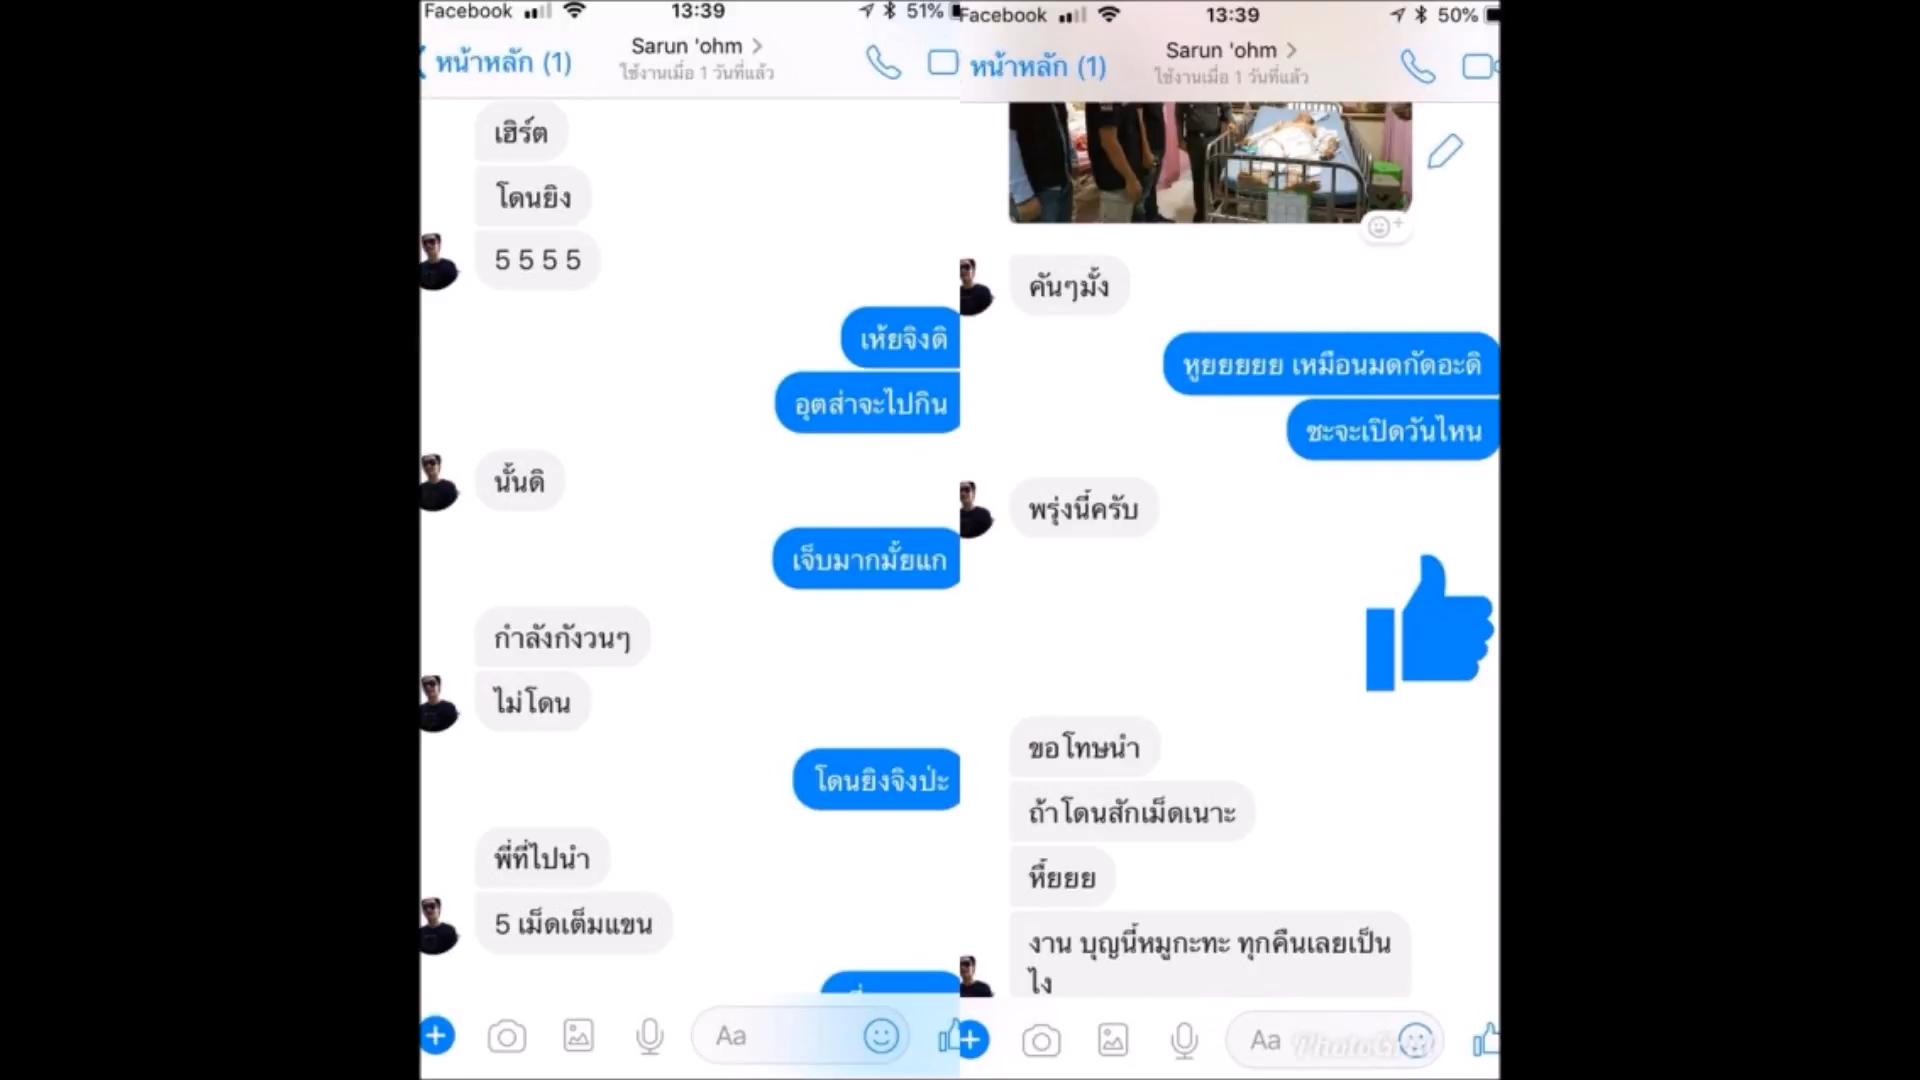 Facebook 13:39 51%
หน้าหลัก (1)
Sarun 'ohm
ใช้งานเมื่อ 1 วันที่แล้ว
เฮิร์ต
โดนยิง
5 5 5 5
เห้ยจิงดิ
อุตส่าจะไปกิน
นั้นดิ
เจ็บมากมั้ยแก
กำลังกังวนๆ
ไม่โดน
โดนยิงจิงป่ะ
พี่ที่ไปนำ
5 เม็ดเต็มแขน
Aa
Facebook 13:39 50%
หน้าหลัก (1)
Sarun 'ohm
ใช้งานเมื่อ 1 วันที่แล้ว
คันๆมั้ง
หูยยยยย เหมือนมดกัดอะดิ
ชะจะเปิดวันไหน
พรุ่งนี้ครับ
ขอโทษนำ
ถ้าโดนสักเม็ดเนาะ
หื้ยยย
งาน บุญนี้หมูกะทะ ทุกคืนเลยเป็น
ไง
Aa